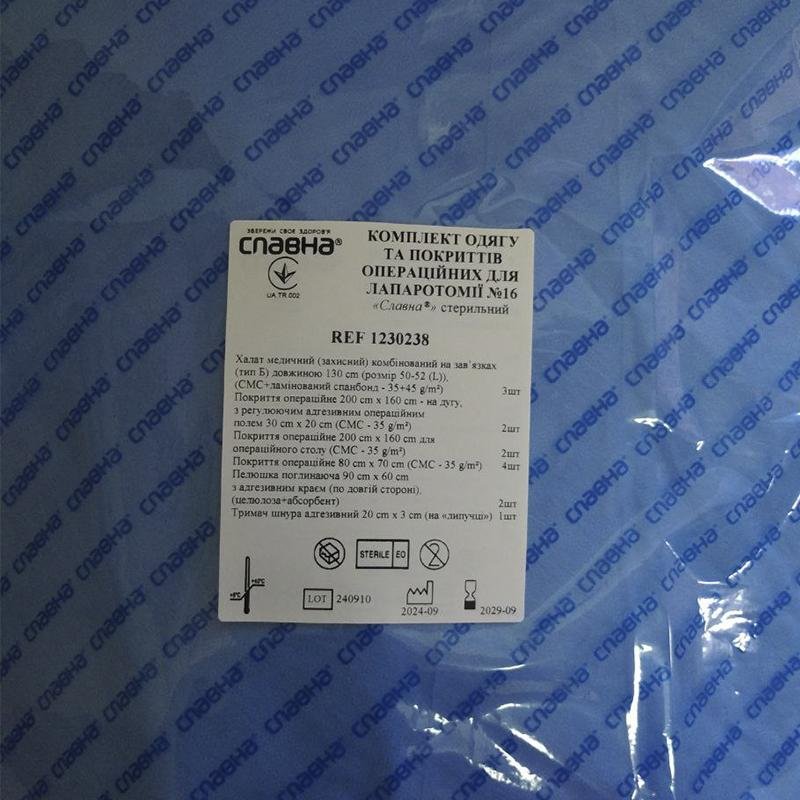 ЗБЕРЕЖИ СВОЄ ЗДОРОВ'Я
СЛАВНА®
UA.TR.002
КОМПЛЕКТ ОДЯГУ
ТА ПОКРИТТІВ
ОПЕРАЦІЙНИХ ДЛЯ
ЛАПАРОТОМІЇ №16
«Славна®» стерильний
REF 1230238
Халат медичний (захисний) комбінований на зав'язках
(тип Б) довжиною 130 cm (розмір 50-52 (L)),
(СМС+ламінований спанбонд - 35+45 g/m²) 3шт
Покриття операційне 200 cm x 160 cm - на дугу,
з регулюючим адгезивним операційним
полем 30 cm x 20 cm (СМС - 35 g/m²) 2шт
Покриття операційне 200 cm x 160 cm для
операційного столу (СМС - 35 g/m²) 2шт
Покриття операційне 80 cm x 70 cm (СМС - 35 g/m²) 4шт
Пелюшка поглинаюча 90 cm x 60 cm
з адгезивним краєм (по довгій стороні),
(целюлоза+абсорбент) 2шт
Тримач шнура адгезивний 20 cm x 3 cm (на «липучці») 1шт
STERILE EO
2
+5°C
+40°C
LOT 240910
2024-09
2029-09